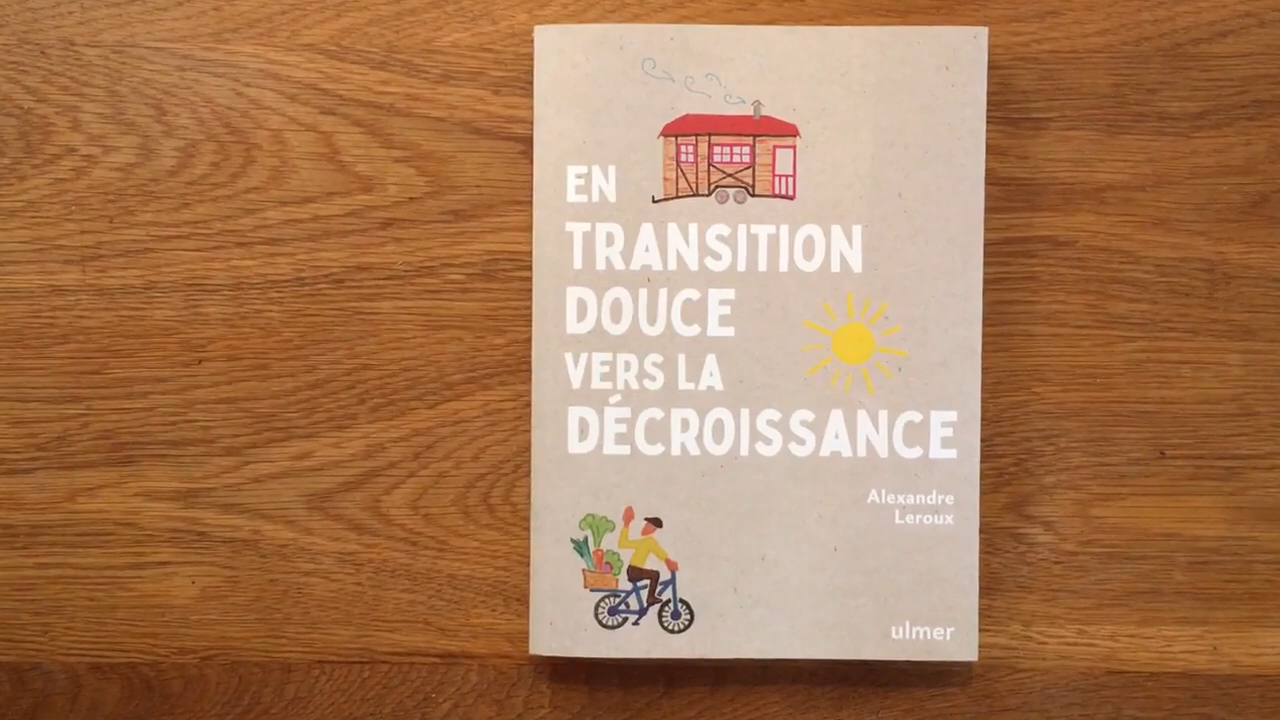 EN
TRANSITION
DOUCE
VERS LA
DÉCROISSANCE
Alexandre
Leroux
ulmer